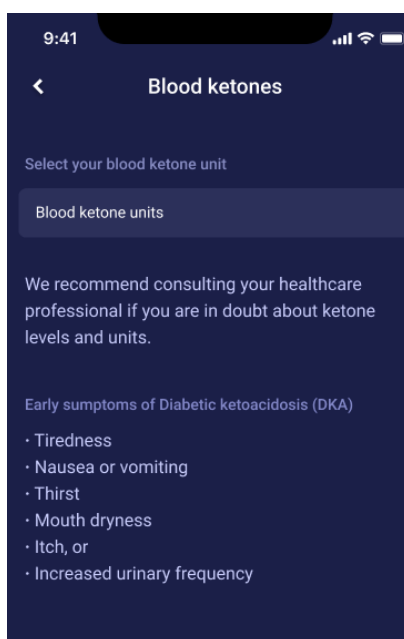 9:41
Blood ketones
Select your blood ketone unit
Blood ketone units
We recommend consulting your healthcare
professional if you are in doubt about ketone
levels and units.
Early sumptoms of Diabetic ketoacidosis (DKA)
· Tiredness
· Nausea or vomiting
· Thirst
· Mouth dryness
· Itch, or
· Increased urinary frequency